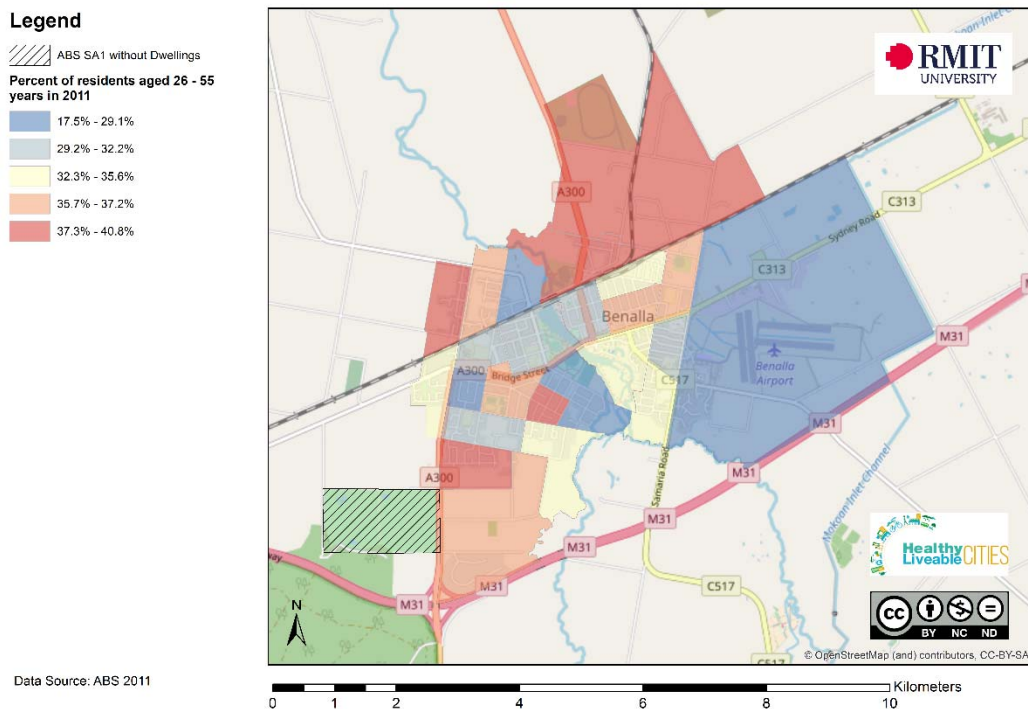 Legend
ABS SA1 without Dwellings
Percent of residents aged 26 - 55
years in 2011
17.5% - 29.1%
29.2% - 32.2%
32.3% - 35.6%
35.7% - 37.2%
37.3% - 40.8%
RMIT
UNIVERSITY
A300
C313
Sydney Road
C313
Benalla
M31
A300
Bridge Street
C517
Benalla
Airport
M31
A300
M31
Samaria Road
M31
Mokoan-Inlet-Channel
M31
Healthy
Liveable CITIES
M31
M31
C517
N
CC
BY NC ND
© OpenStreetMap (and) contributors, CC-BY-SA
Data Source: ABS 2011
Kilometers
0 1 2 4 6 8 10